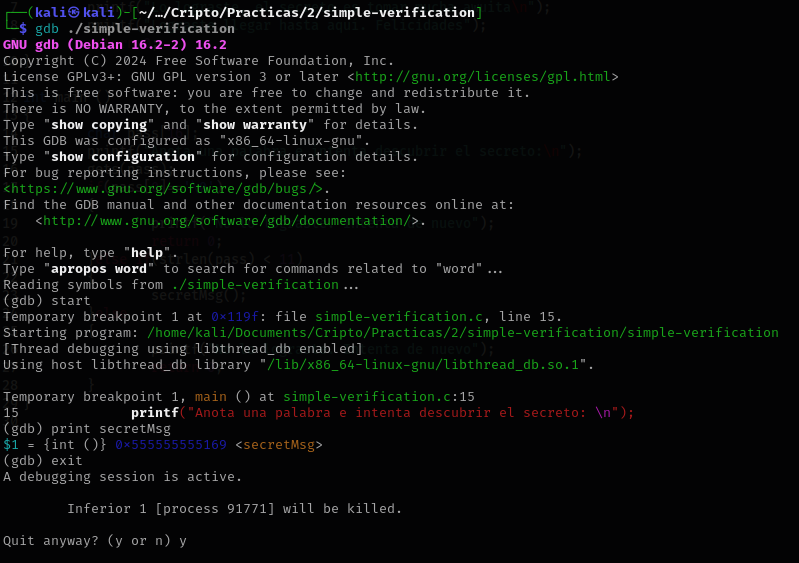 ┌──(kali㉿kali)-[~/…/Cripto/Practicas/2/simple-verification]
└─$ gdb ./simple-verification
GNU gdb (Debian 16.2-2) 16.2
Copyright (C) 2024 Free Software Foundation, Inc.
License GPLv3+: GNU GPL version 3 or later <http://gnu.org/licenses/gpl.html>
This is free software: you are free to change and redistribute it.
There is NO WARRANTY, to the extent permitted by law.
Type "show copying" and "show warranty" for details.
This GDB was configured as "x86_64-linux-gnu".
Type "show configuration" for configuration details.
For bug reporting instructions, please see:
<https://www.gnu.org/software/gdb/bugs/>.
Find the GDB manual and other documentation resources online at:
    <http://www.gnu.org/software/gdb/documentation/>.

For help, type "help".
Type "apropos word" to search for commands related to "word"...
Reading symbols from ./simple-verification...
(gdb) start
Temporary breakpoint 1 at 0x119f: file simple-verification.c, line 15.
Starting program: /home/kali/Documents/Cripto/Practicas/2/simple-verification/simple-verification
[Thread debugging using libthread_db enabled]
Using host libthread_db library "/lib/x86_64-linux-gnu/libthread_db.so.1".

Temporary breakpoint 1, main () at simple-verification.c:15
15              printf("Anota una palabra e intenta descubrir el secreto: \n");
(gdb) print secretMsg
$1 = {int ()} 0x555555555169 <secretMsg>
(gdb) exit
A debugging session is active.

        Inferior 1 [process 91771] will be killed.

Quit anyway? (y or n) y